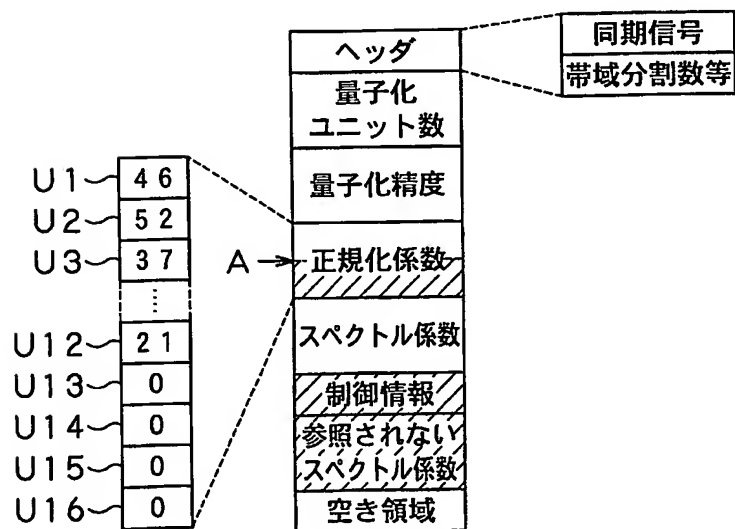 ヘッダ
同期信号
帯域分割数等
量子化
ユニット数
量子化精度
A
正規化係数
スペクトル係数
制御情報
参照されない
スペクトル係数
空き領域
U1 46
U2 52
U3 37
⋮
U12 21
U13 0
U14 0
U15 0
U16 0